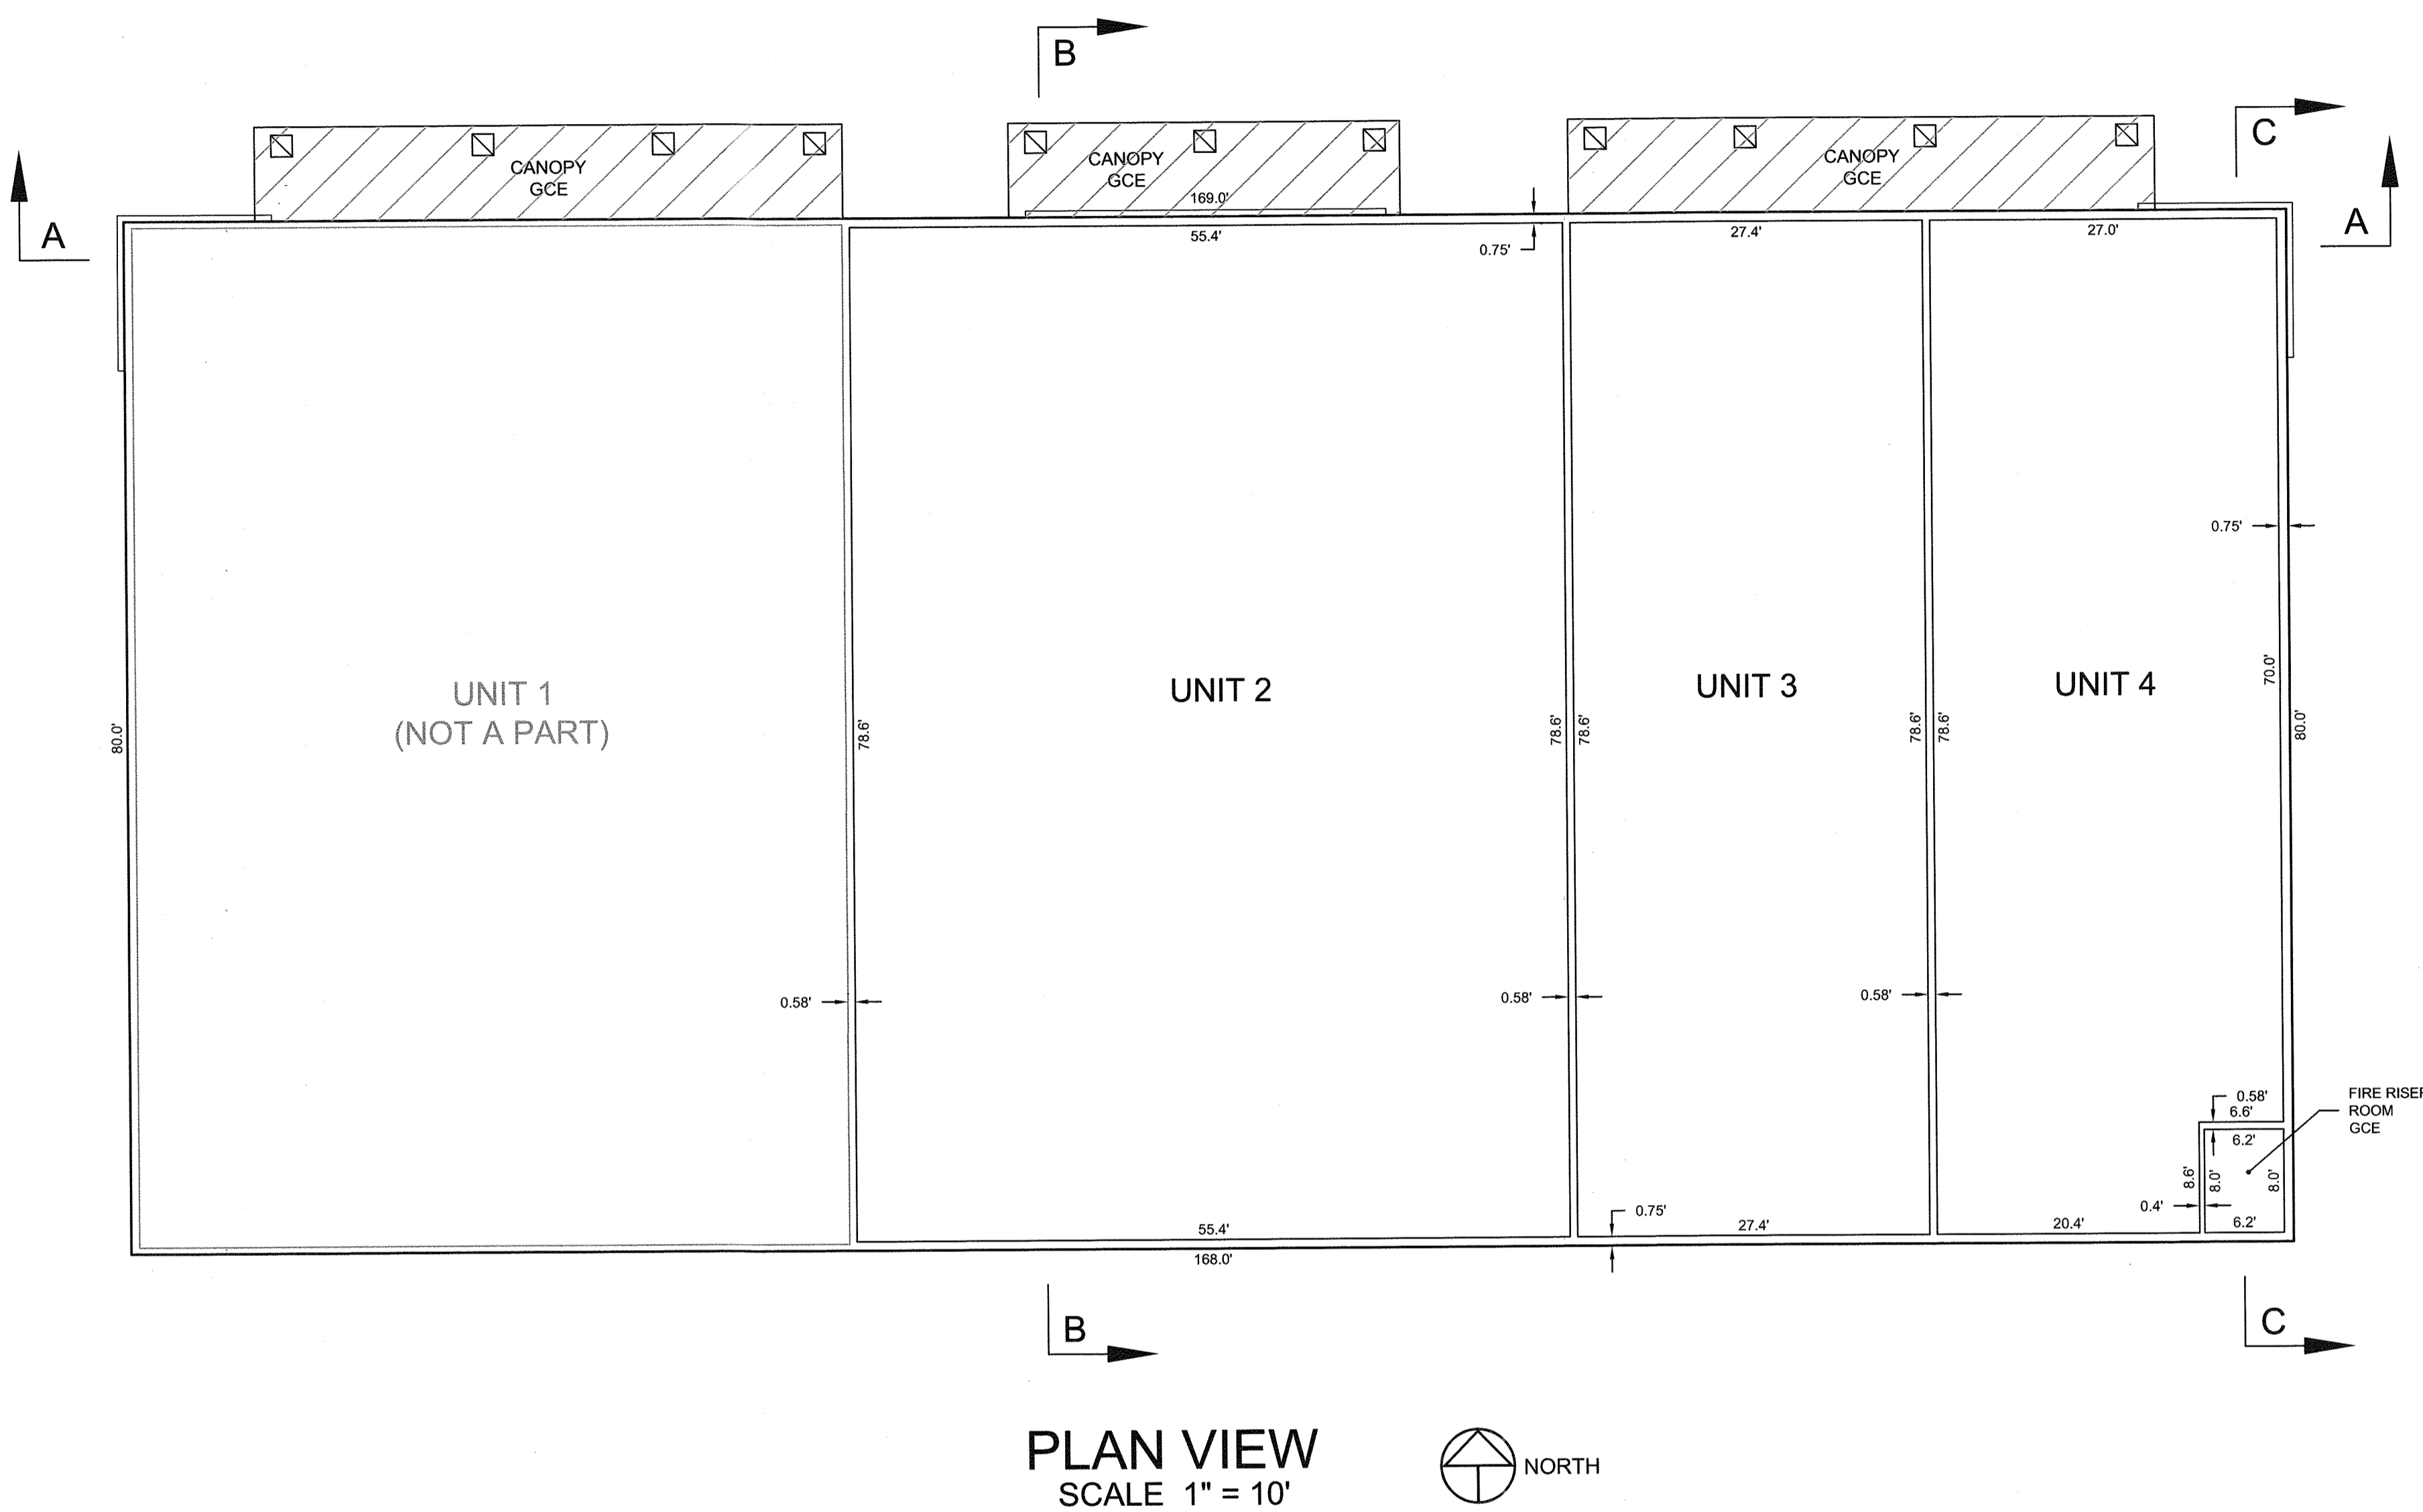 B
C
CANOPY
GCE
CANOPY
GCE
169.0'
CANOPY
GCE
A
A
55.4'
0.75'
27.4'
27.0'
0.75'
UNIT 1
(NOT A PART)
UNIT 2
UNIT 3
UNIT 4
80.0'
78.6'
78.6'
78.6'
78.6'
78.6'
70.0'
80.0'
0.58'
0.58'
0.58'
0.58'
6.6'
6.2'
FIRE RISER
ROOM
GCE
8.6'
8.0'
8.0'
0.4'
6.2'
0.75'
55.4'
27.4'
20.4'
168.0'
B
C
PLAN VIEW
SCALE 1" = 10'
NORTH